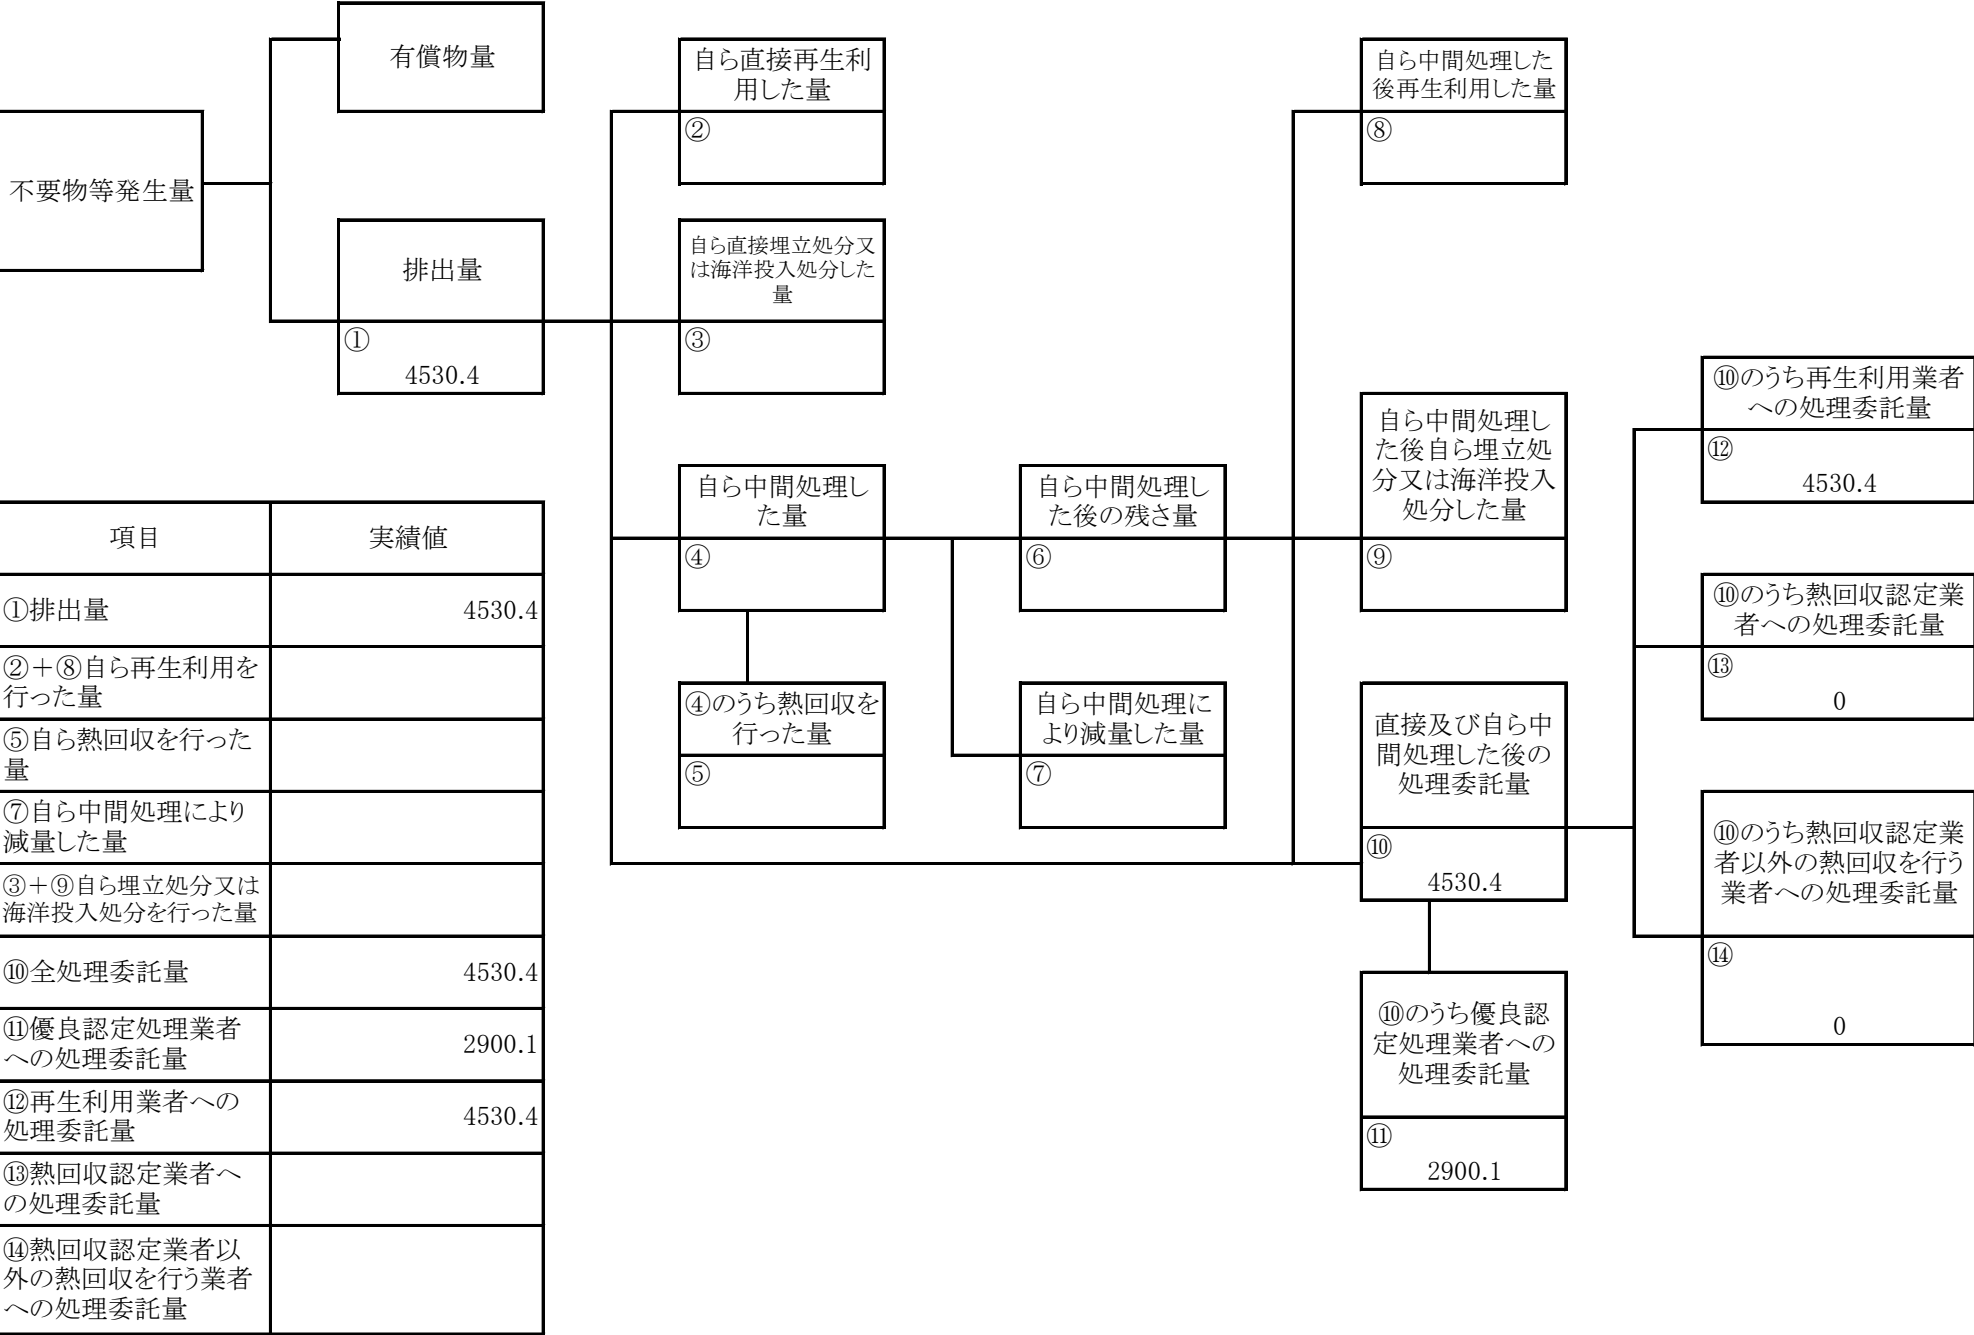 有償物量
不要物等発生量
排出量
①
4530.4
自ら直接再生利
用した量
②
自ら直接埋立処分又
は海洋投入処分した
量
③
自ら中間処理し
た量
④
④のうち熱回収を
行った量
⑤
自ら中間処理し
た後の残さ量
⑥
自ら中間処理に
より減量した量
⑦
自ら中間処理した
後再生利用した量
⑧
自ら中間処理し
た後自ら埋立処
分又は海洋投入
処分した量
⑨
直接及び自ら中
間処理した後の
処理委託量
⑩
4530.4
⑩のうち優良認
定処理業者への
処理委託量
⑪
2900.1
⑩のうち再生利用業者
への処理委託量
⑫
4530.4
⑩のうち熱回収認定業
者への処理委託量
⑬
0
⑩のうち熱回収認定業
者以外の熱回収を行う
業者への処理委託量
⑭
0
項目 実績値
①排出量 4530.4
②+⑧自ら再生利用を
行った量
⑤自ら熱回収を行った
量
⑦自ら中間処理により
減量した量
③+⑨自ら埋立処分又は
海洋投入処分を行った量
⑩全処理委託量 4530.4
⑪優良認定処理業者
への処理委託量 2900.1
⑫再生利用業者への
処理委託量 4530.4
⑬熱回収認定業者へ
の処理委託量
⑭熱回収認定業者以
外の熱回収を行う業者
への処理委託量